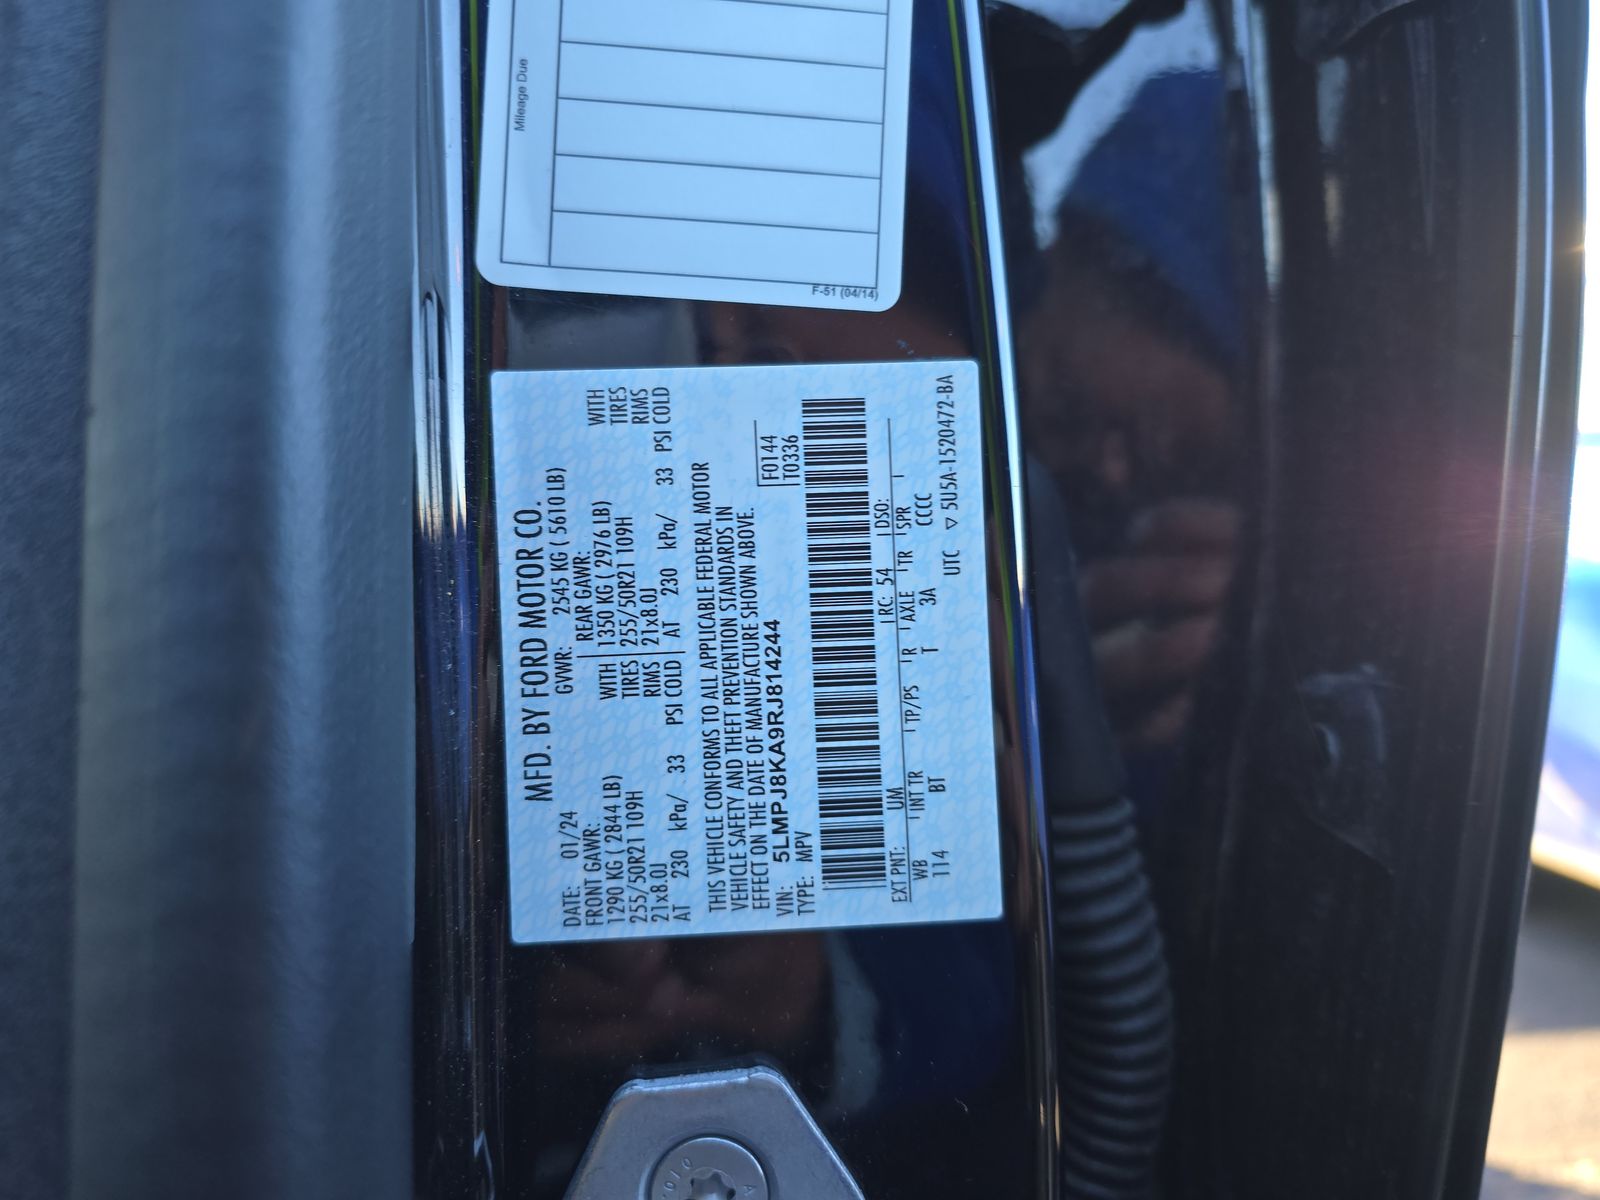 Mileage Due
F-51 (04/14)
MFD. BY FORD MOTOR CO.
DATE: 01/24 GVWR: 2545 KG ( 5610 LB)
FRONT GAWR: REAR GAWR:
1290 KG ( 2844 LB) WITH 1350 KG ( 2976 LB) WITH
255/50R21 109H TIRES 255/50R21 109H TIRES
21x8.0J RIMS 21x8.0J RIMS
AT 230 kPa/ 33 PSI COLD AT 230 kPa/ 33 PSI COLD
THIS VEHICLE CONFORMS TO ALL APPLICABLE FEDERAL MOTOR
VEHICLE SAFETY AND THEFT PREVENTION STANDARDS IN
EFFECT ON THE DATE OF MANUFACTURE SHOWN ABOVE.
VIN: 5LMPJ8KA9RJ814244 F0144
TYPE: MPV T0336
EXT PNT: UM RC: 54 DSO:
WB INT TR TP/PS R AXLE TR SPR
114 BT T 3A CCCC
UTC ▽ 5U5A-1520472-BA